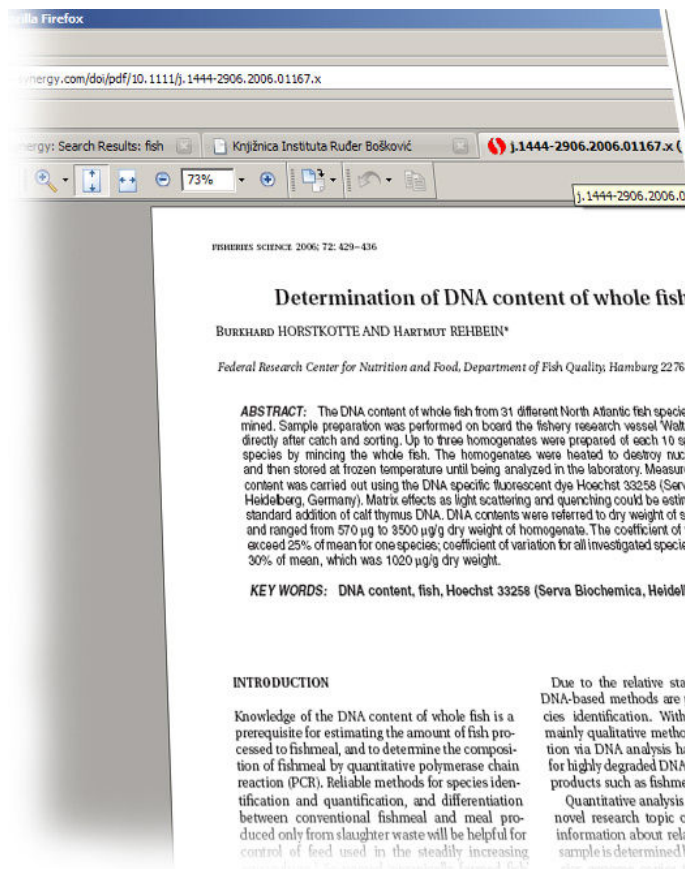 zilla Firefox
synergy.com/doi/pdf/10.1111/j.1444-2906.2006.01167.x
nergy: Search Results: fish
Knjižnica Instituta Ruđer Bošković
j.1444-2906.2006.01167.x (
73%
j.1444-2906.2006.0
FISHERIES SCIENCE 2006; 72: 429–436
Determination of DNA content of whole fish
BURKHARD HORSTKOTTE AND HARTMUT REHBEIN*
Federal Research Center for Nutrition and Food, Department of Fish Quality, Hamburg 2276
ABSTRACT: The DNA content of whole fish from 31 different North Atlantic fish specie
mined. Sample preparation was performed on board the fishery research vessel 'Walt
directly after catch and sorting. Up to three homogenates were prepared of each 10 s
species by mincing the whole fish. The homogenates were heated to destroy nuc
and then stored at frozen temperature until being analyzed in the laboratory. Measur
content was carried out using the DNA specific fluorescent dye Hoechst 33258 (Serv
Heidelberg, Germany). Matrix effects as light scattering and quenching could be estim
standard addition of calf thymus DNA. DNA contents were referred to dry weight of s
and ranged from 570 µg to 3500 µg/g dry weight of homogenate. The coefficient of
exceed 25% of mean for one species; coefficient of variation for all investigated specie
30% of mean, which was 1020 µg/g dry weight.
KEY WORDS: DNA content, fish, Hoechst 33258 (Serva Biochemica, Heidell
INTRODUCTION
Knowledge of the DNA content of whole fish is a
prerequisite for estimating the amount of fish pro-
cessed to fishmeal, and to determine the composi-
tion of fishmeal by quantitative polymerase chain
reaction (PCR). Reliable methods for species iden-
tification and quantification, and differentiation
between conventional fishmeal and meal pro-
duced only from slaughter waste will be helpful for
control of feed used in the steadily increasing
Due to the relative sta
DNA-based methods are
cies identification. With
mainly qualitative metho
tion via DNA analysis ha
for highly degraded DNA
products such as fishme
Quantitative analysis
novel research topic o
information about rela
sample is determined